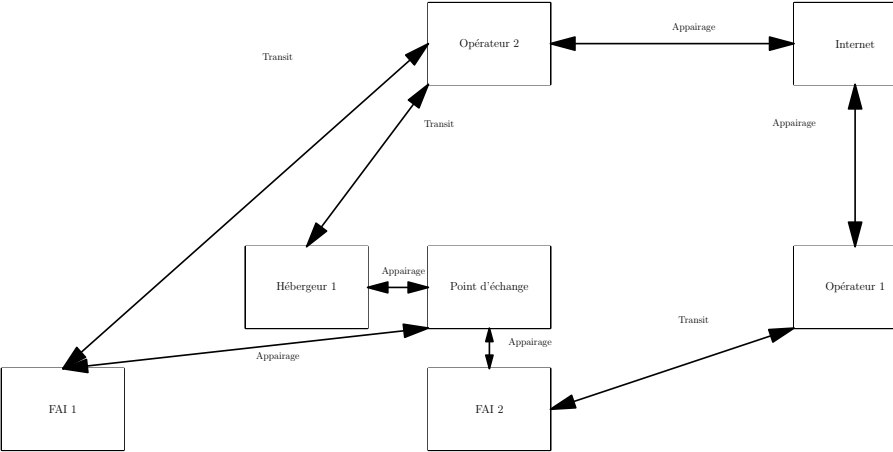 Appairage
Opérateur 2
Internet
Transit
Transit
Appairage
Appairage
Hébergeur 1
Point d'échange
Opérateur 1
Transit
Appairage
Appairage
FAI 1
FAI 2